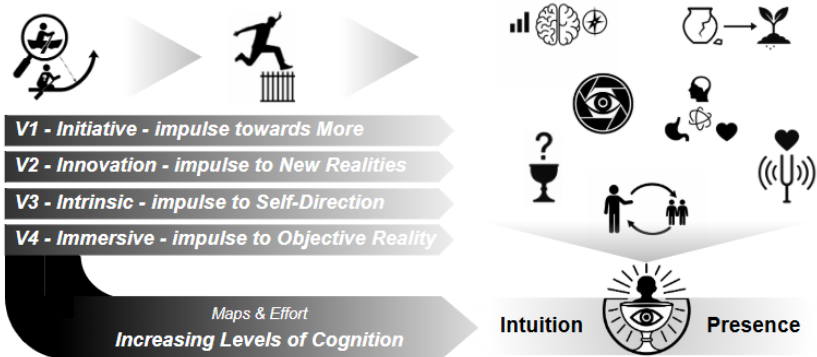 V1 - Initiative - impulse towards More
V2 - Innovation - impulse to New Realities
V3 - Intrinsic - impulse to Self-Direction
V4 - Immersive - impulse to Objective Reality
?
Maps & Effort
Increasing Levels of Cognition
Intuition
Presence